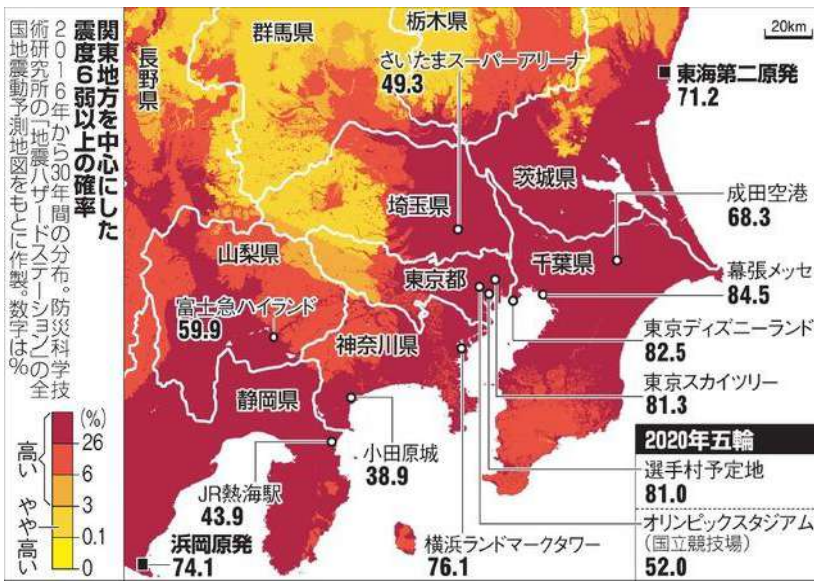 関東地方を中心にした
震度6弱以上の確率
2016年から30年間の分布。防災科学技
術研究所の「地震ハザードステーション」の全
国地震動予測地図をもとに作製。数字は%
(%)
26
6
3
0.1
0
高い
やや高い
長野県
群馬県
栃木県
さいたまスーパーアリーナ
49.3
20km
東海第二原発
71.2
茨城県
埼玉県
成田空港
68.3
山梨県
東京都
千葉県
幕張メッセ
84.5
富士急ハイランド
59.9
神奈川県
東京ディズニーランド
82.5
静岡県
東京スカイツリー
81.3
小田原城
38.9
JR熱海駅
43.9
浜岡原発
74.1
横浜ランドマークタワー
76.1
2020年五輪
選手村予定地
81.0
オリンピックスタジアム
(国立競技場)
52.0